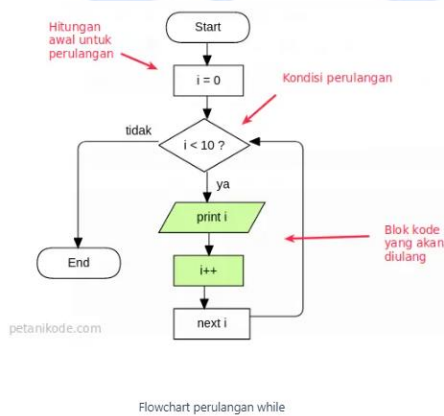 Hitungan
awal untuk
perulangan
Start
i = 0
Kondisi perulangan
tidak
i < 10 ?
ya
print i
Blok kode
yang akan
diulang
End
i++
next i
petanikode.com
Flowchart perulangan while